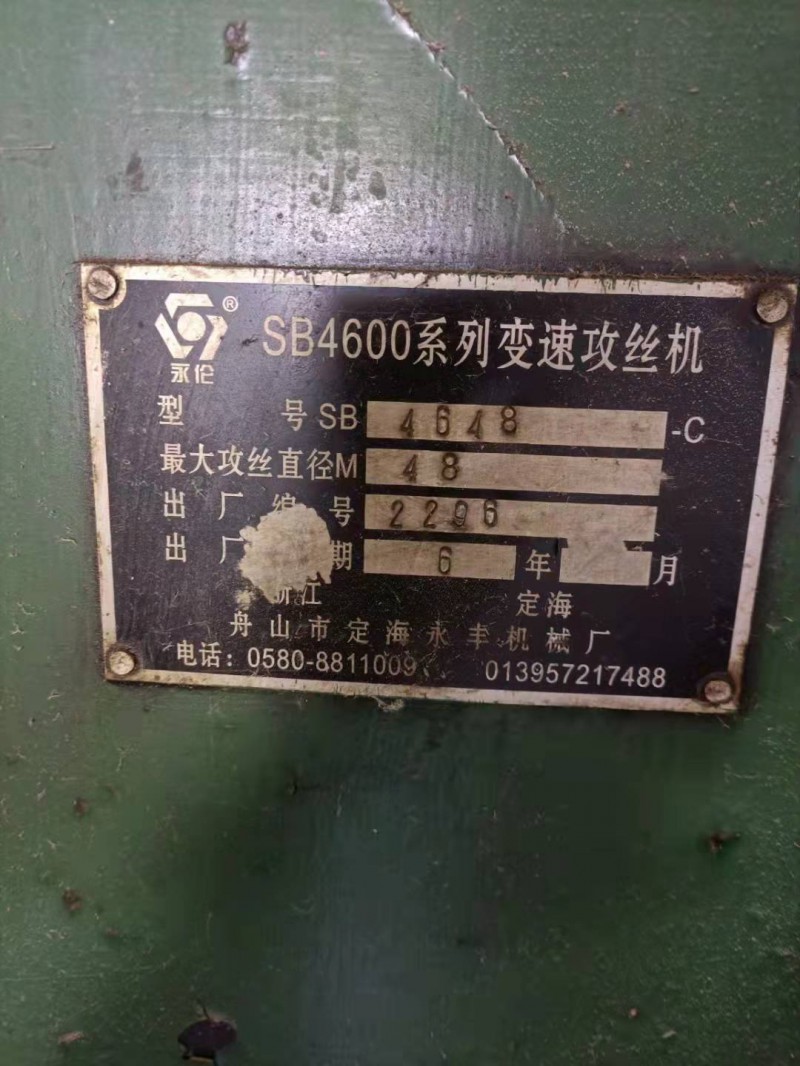 永伦®
SB4600系列变速攻丝机
型 号 SB 4648 -C
最大攻丝直径M 48
出厂编号 2296
出厂 期 6 年 月
浙江 定海
舟山市定海永丰机械厂
电话：0580-8811009 013957217488